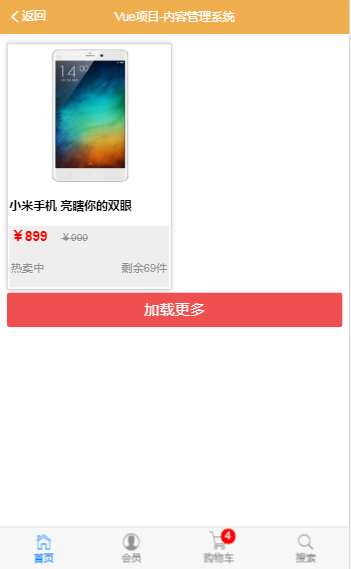 返回 Vue项目-内容管理系统
小米手机 亮瞎你的双眼
￥899 ￥999
热卖中 剩余69件
加载更多
4
首页 会员 购物车 搜索